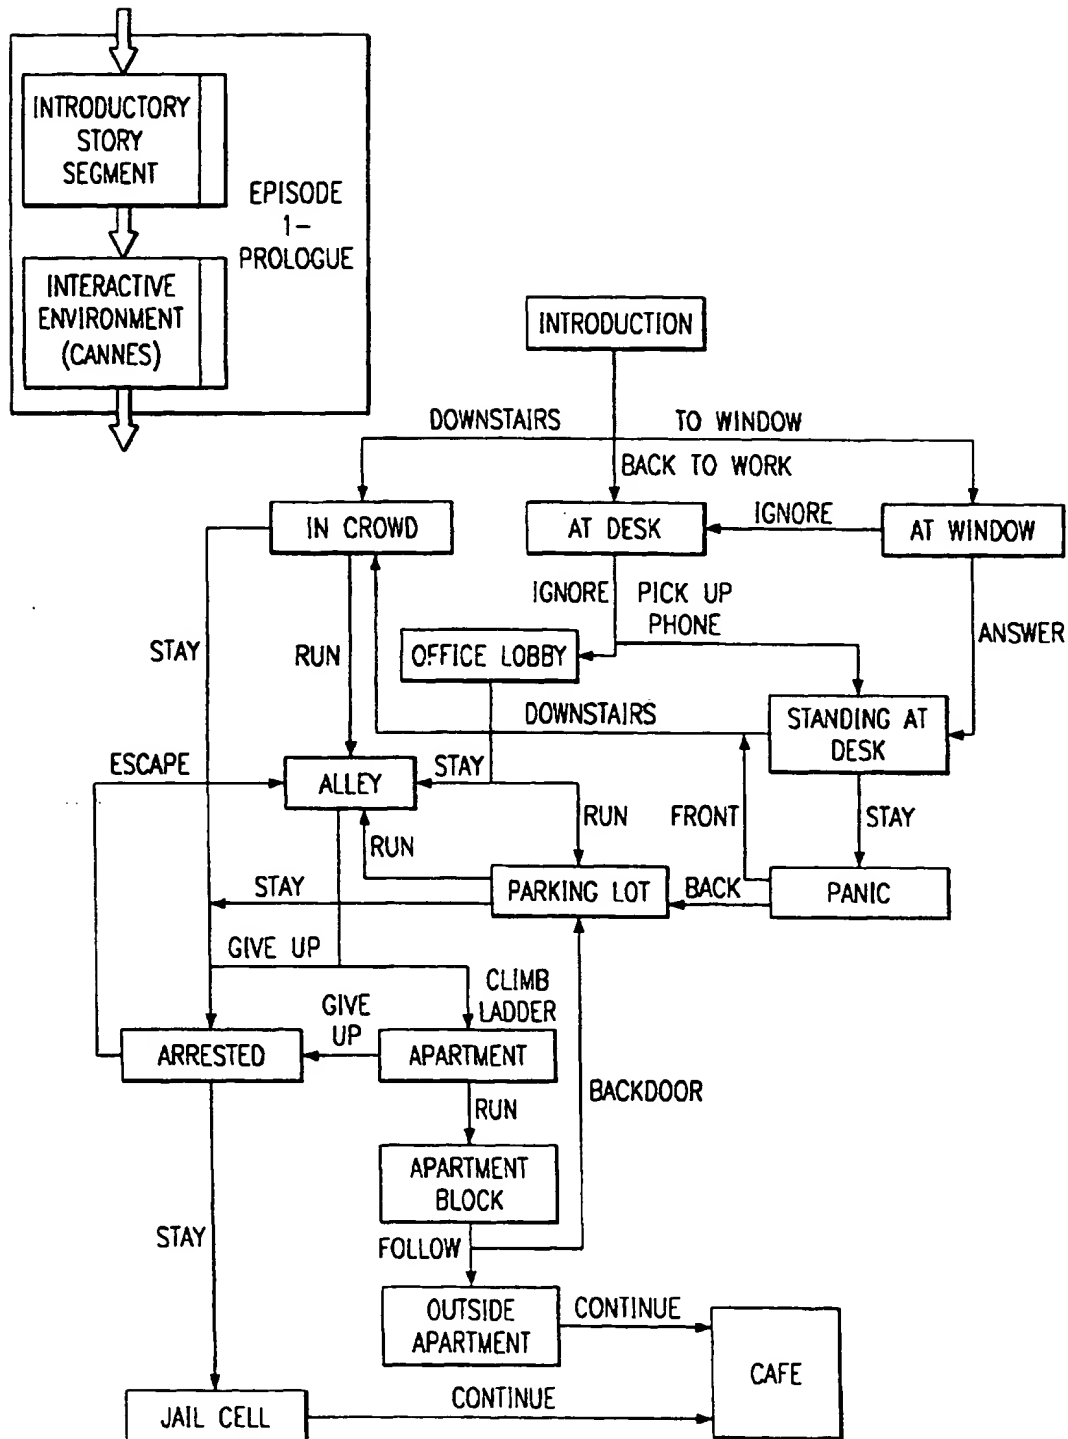 INTRODUCTORY
STORY
SEGMENT
EPISODE
1-
PROLOGUE
INTERACTIVE
ENVIRONMENT
(CANNES)
INTRODUCTION
DOWNSTAIRS
TO WINDOW
BACK TO WORK
IN CROWD
AT DESK
IGNORE
AT WINDOW
IGNORE
PICK UP
PHONE
ANSWER
STAY
RUN
OFFICE LOBBY
DOWNSTAIRS
STANDING AT
DESK
ESCAPE
ALLEY
STAY
RUN
RUN
FRONT
STAY
STAY
PARKING LOT
BACK
PANIC
GIVE UP
CLIMB
LADDER
GIVE
UP
ARRESTED
APARTMENT
BACKDOOR
RUN
APARTMENT
BLOCK
STAY
FOLLOW
OUTSIDE
APARTMENT
CONTINUE
CAFE
JAIL CELL
CONTINUE